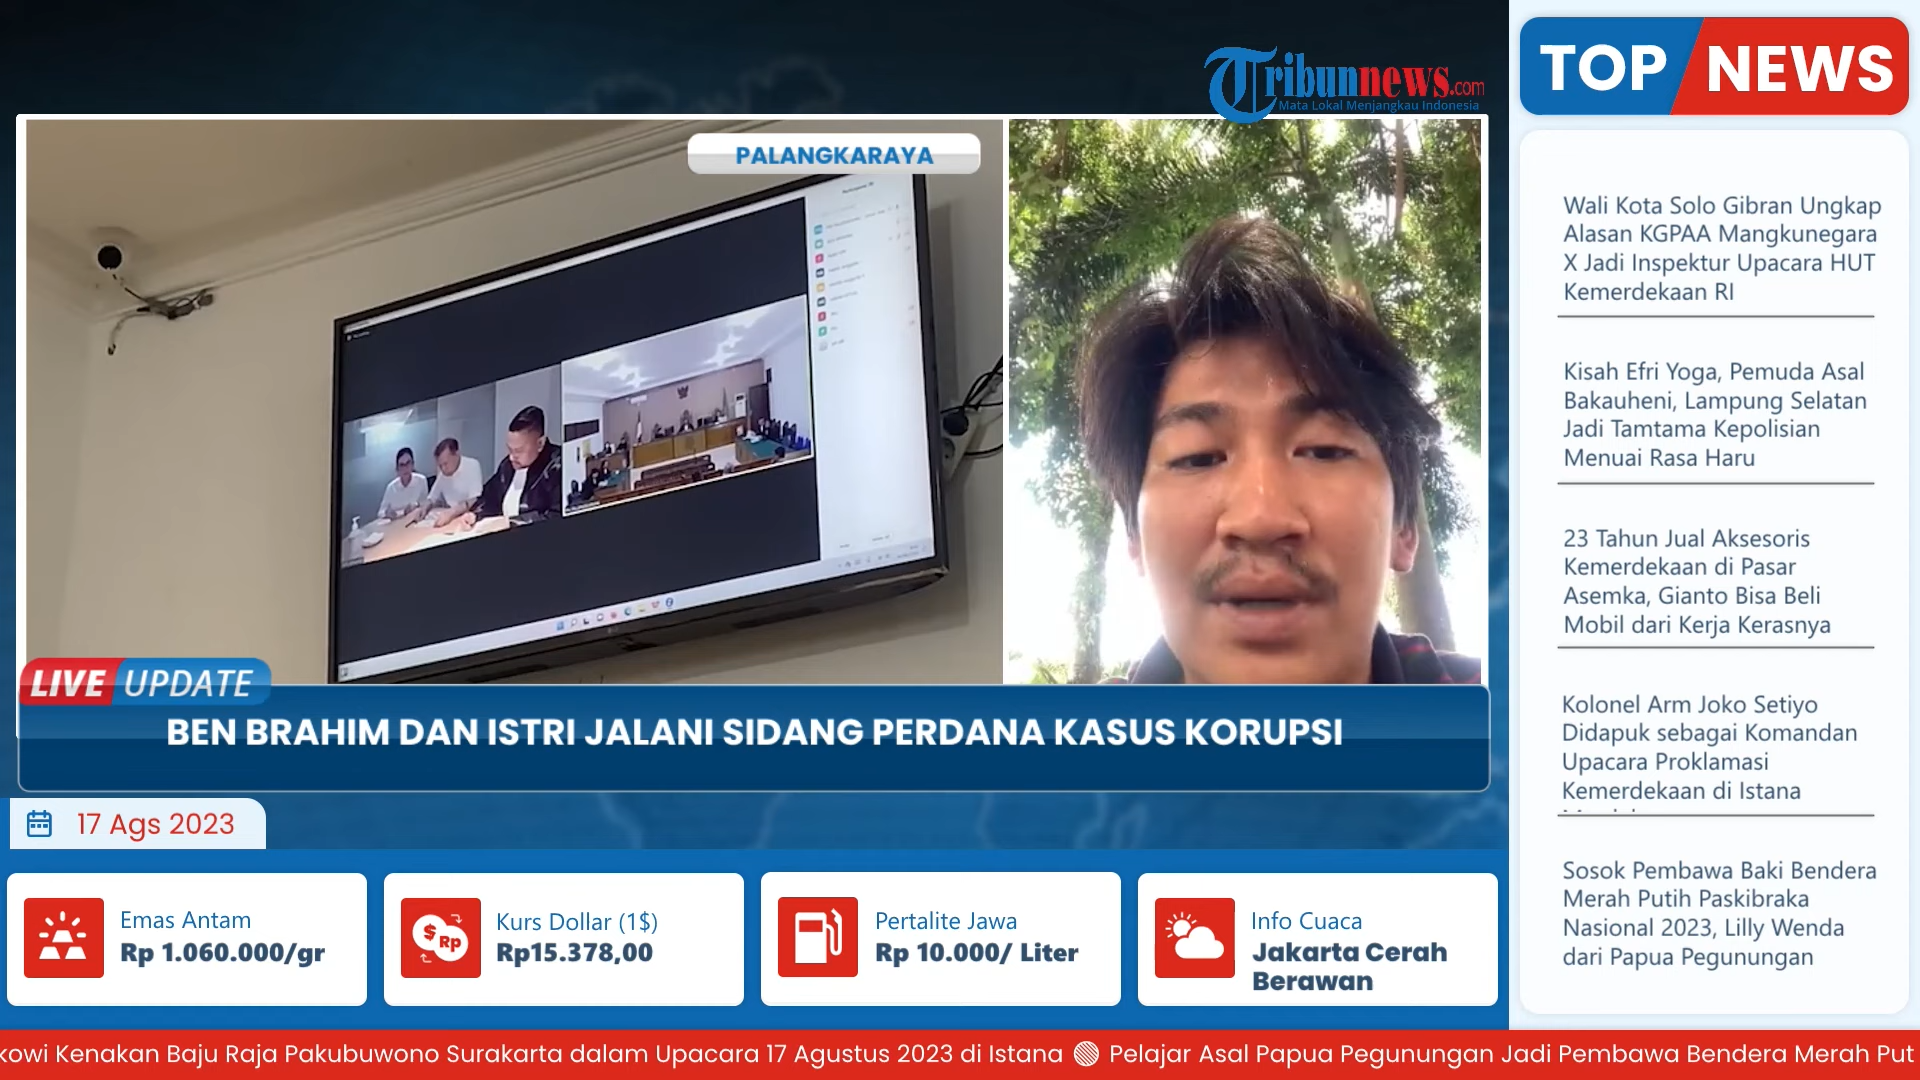 Tribunnews.com
Mata Lokal Menjangkau Indonesia
PALANGKARAYA
LIVE UPDATE
BEN BRAHIM DAN ISTRI JALANI SIDANG PERDANA KASUS KORUPSI
17 Ags 2023
Emas Antam
Rp 1.060.000/gr
Kurs Dollar (1$)
Rp15.378,00
Pertalite Jawa
Rp 10.000/ Liter
Info Cuaca
Jakarta Cerah
Berawan
TOP NEWS
Wali Kota Solo Gibran Ungkap
Alasan KGPAA Mangkunegara
X Jadi Inspektur Upacara HUT
Kemerdekaan RI
Kisah Efri Yoga, Pemuda Asal
Bakauheni, Lampung Selatan
Jadi Tamtama Kepolisian
Menuai Rasa Haru
23 Tahun Jual Aksesoris
Kemerdekaan di Pasar
Asemka, Gianto Bisa Beli
Mobil dari Kerja Kerasnya
Kolonel Arm Joko Setiyo
Didapuk sebagai Komandan
Upacara Proklamasi
Kemerdekaan di Istana
Sosok Pembawa Baki Bendera
Merah Putih Paskibraka
Nasional 2023, Lilly Wenda
dari Papua Pegunungan
kowi Kenakan Baju Raja Pakubuwono Surakarta dalam Upacara 17 Agustus 2023 di Istana Pelajar Asal Papua Pegunungan Jadi Pembawa Bendera Merah Put